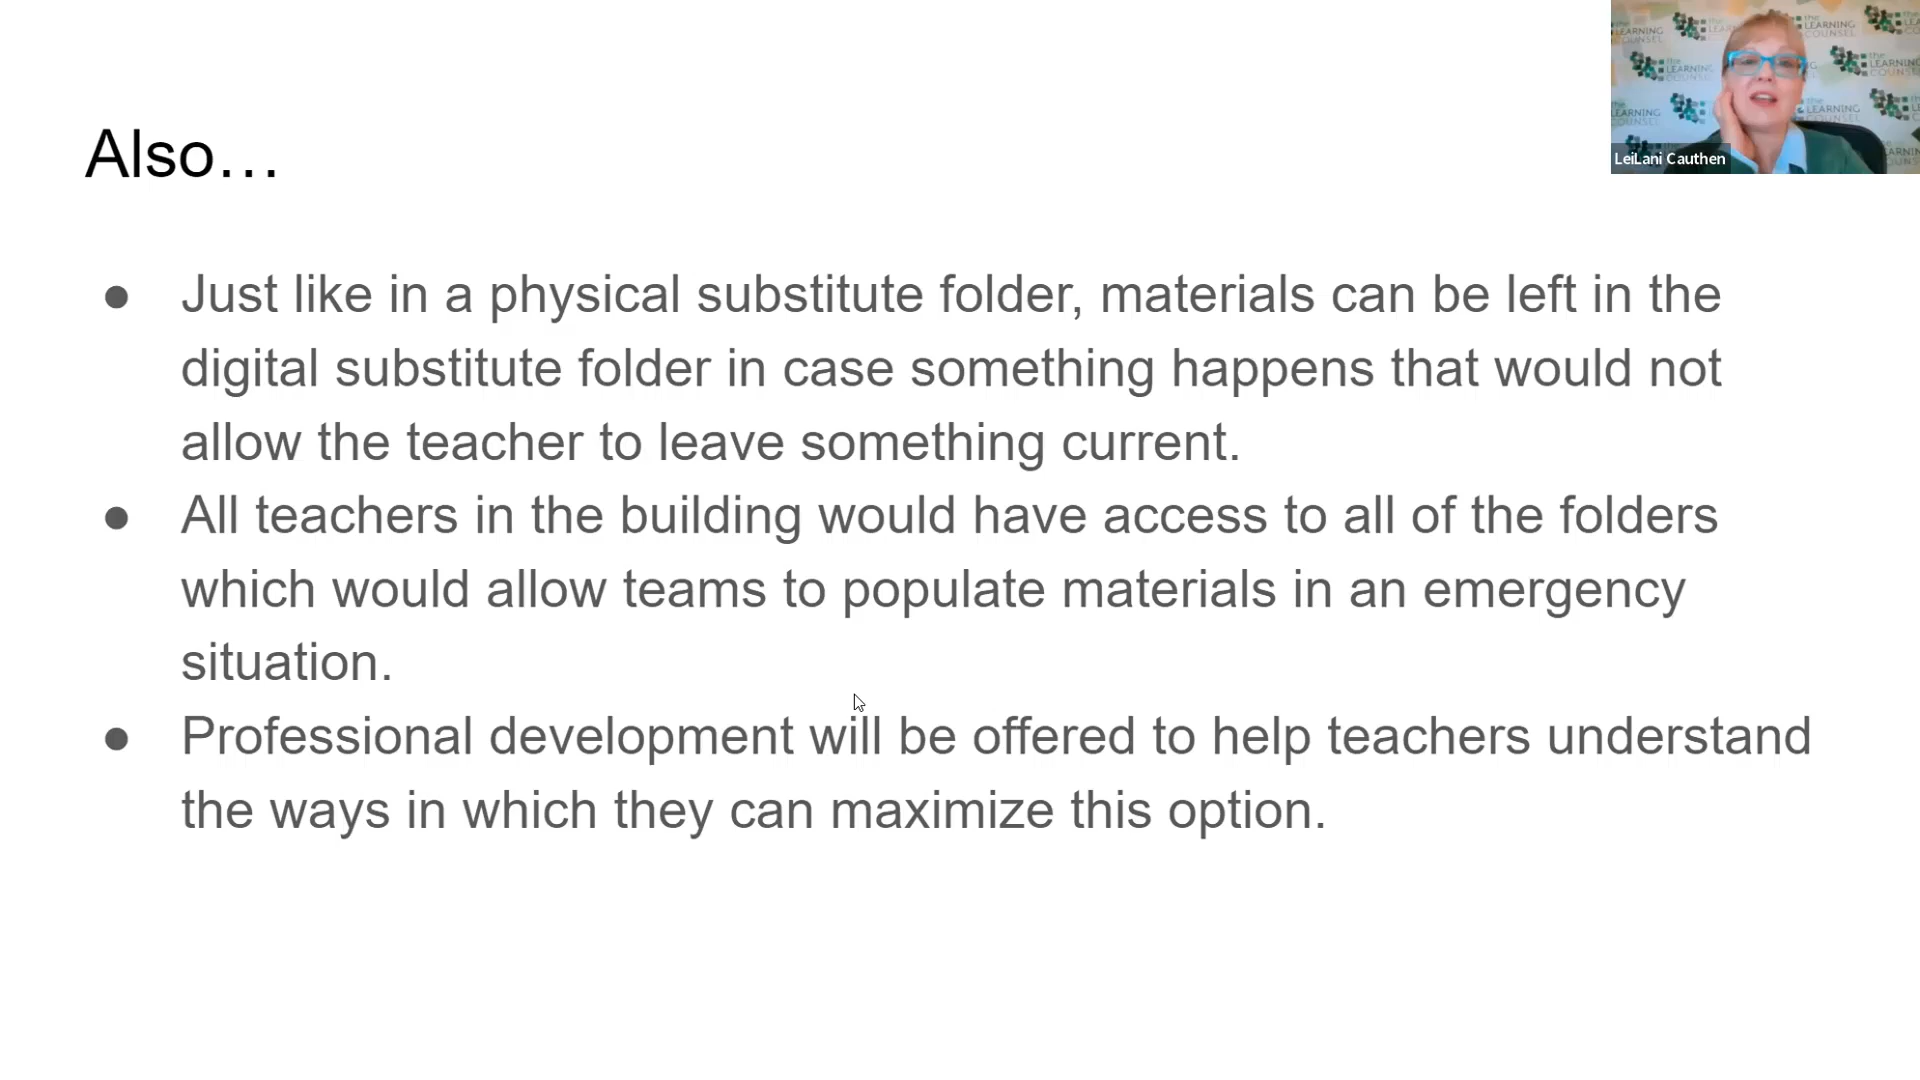 Also…
● Just like in a physical substitute folder, materials can be left in the
digital substitute folder in case something happens that would not
allow the teacher to leave something current.
● All teachers in the building would have access to all of the folders
which would allow teams to populate materials in an emergency
situation.
● Professional development will be offered to help teachers understand
the ways in which they can maximize this option.
the
LEARNING
COUNSEL
LeiLani Cauthen